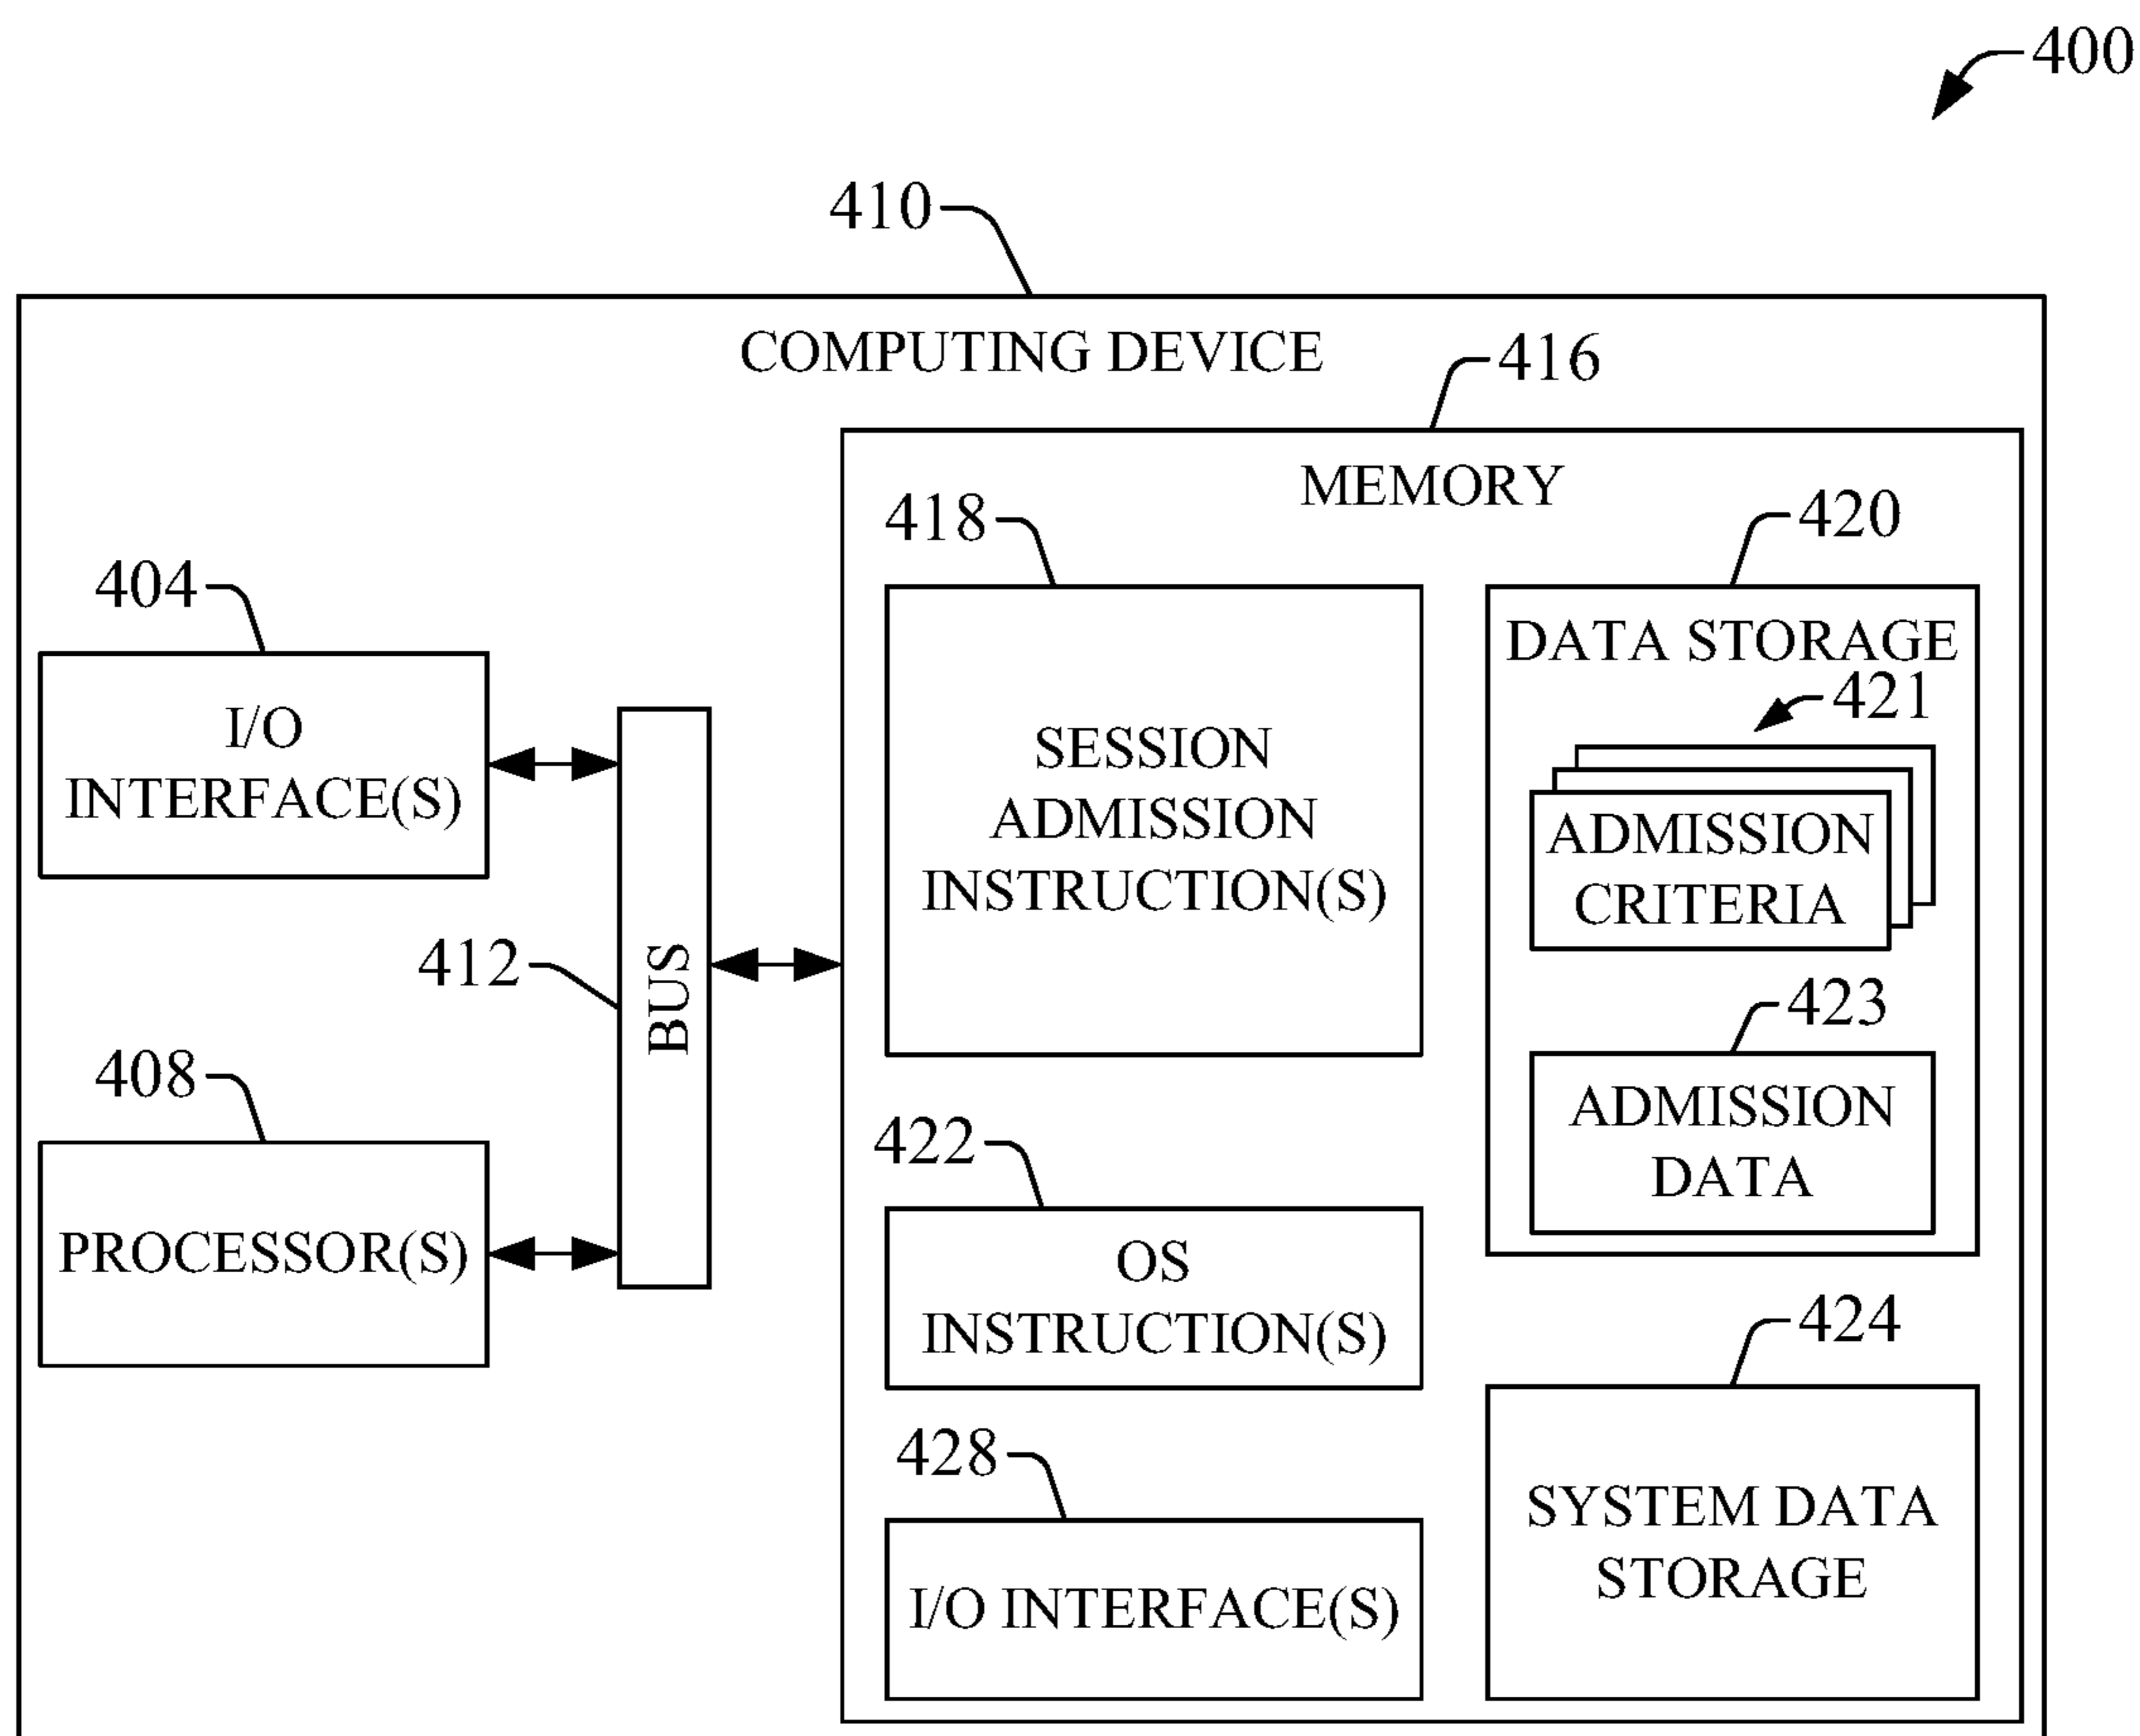 400
410
COMPUTING DEVICE
416
MEMORY
418
420
404
I/O
INTERFACE(S)
412
BUS
408
PROCESSOR(S)
SESSION
ADMISSION
INSTRUCTION(S)
DATA STORAGE
421
ADMISSION
CRITERIA
423
ADMISSION
DATA
422
OS
INSTRUCTION(S)
424
SYSTEM DATA
STORAGE
428
I/O INTERFACE(S)